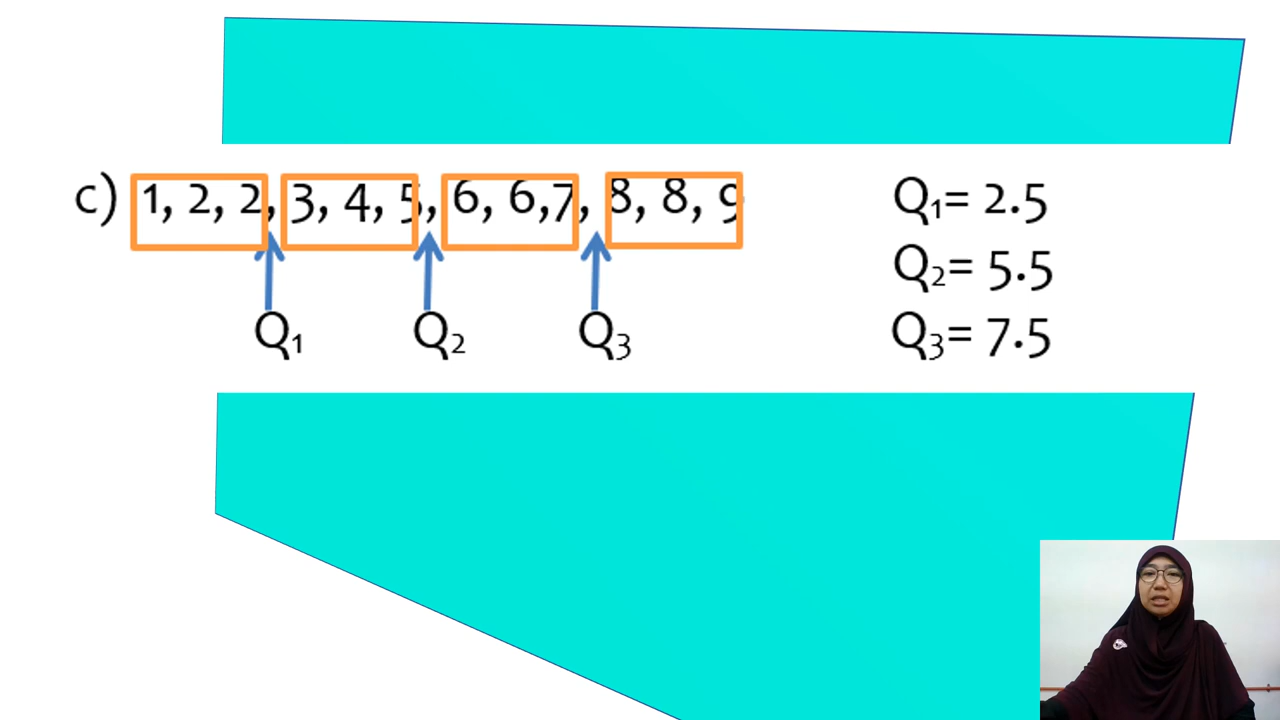 c) 1, 2, 2, 3, 4, 5, 6, 6,7, 8, 8, 9
Q₁ Q₂ Q₃
Q₁= 2.5
Q₂= 5.5
Q₃= 7.5